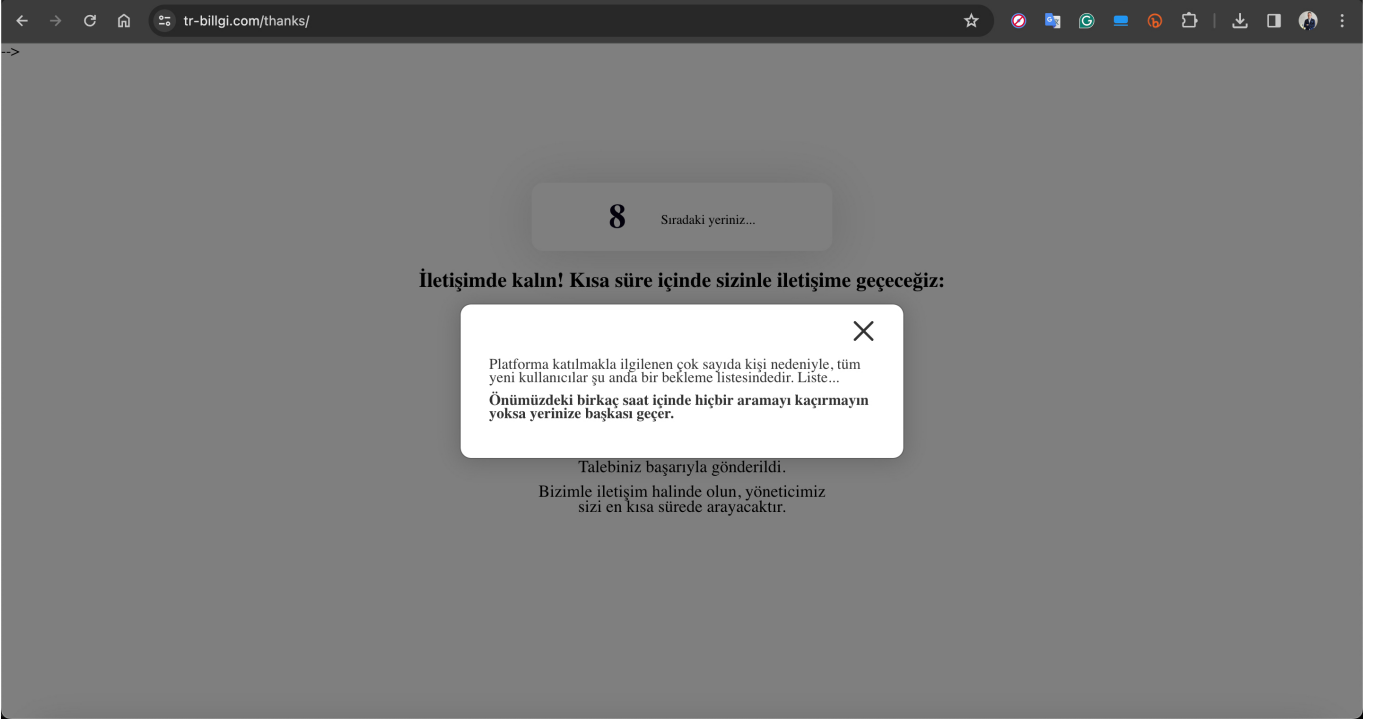 tr-billgi.com/thanks/
-->
8 Sıradaki yeriniz...
İletişimde kalın! Kısa süre içinde sizinle iletişime geçeceğiz:
Platforma katılmakla ilgilenen çok sayıda kişi nedeniyle, tüm
yeni kullanıcılar şu anda bir bekleme listesindedir. Liste...
Önümüzdeki birkaç saat içinde hiçbir aramayı kaçırmayın
yoksa yerinize başkası geçer.
Talebiniz başarıyla gönderildi.
Bizimle iletişim halinde olun, yöneticimiz
sizi en kısa sürede arayacaktır.